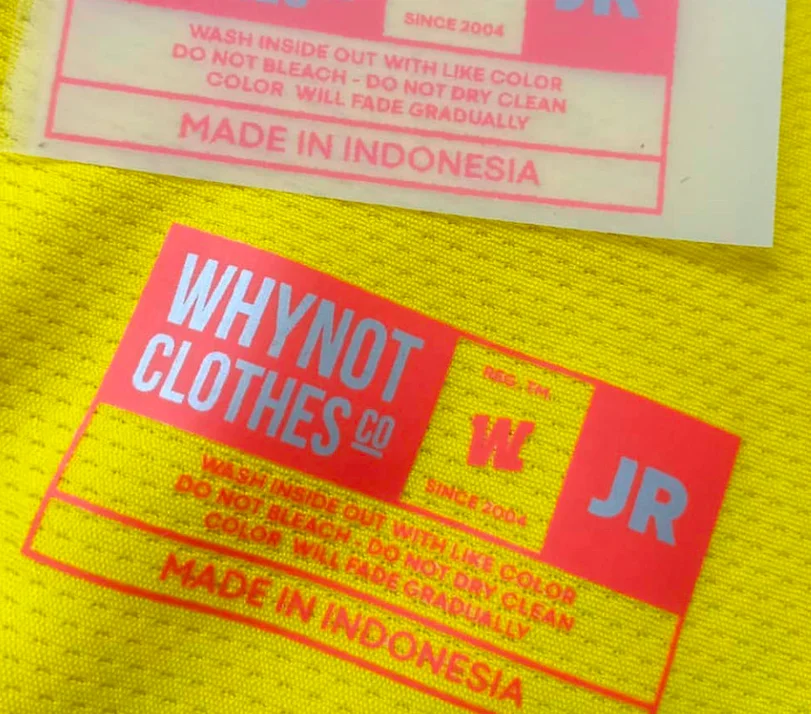 JR
SINCE 2004
WASH INSIDE OUT WITH LIKE COLOR
DO NOT BLEACH - DO NOT DRY CLEAN
COLOR WILL FADE GRADUALLY
MADE IN INDONESIA
WHYNOT
CLOTHES CO
REG. TM.
W
SINCE 2004
JR
WASH INSIDE OUT WITH LIKE COLOR
DO NOT BLEACH - DO NOT DRY CLEAN
COLOR WILL FADE GRADUALLY
MADE IN INDONESIA